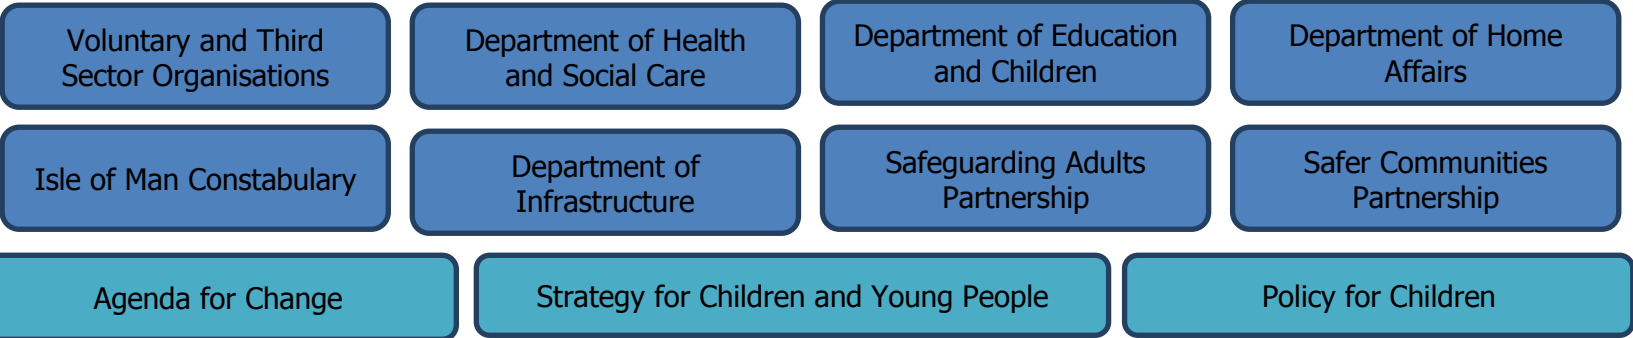 Voluntary and Third
Sector Organisations
Department of Health
and Social Care
Department of Education
and Children
Department of Home
Affairs
Isle of Man Constabulary
Department of
Infrastructure
Safeguarding Adults
Partnership
Safer Communities
Partnership
Agenda for Change
Strategy for Children and Young People
Policy for Children